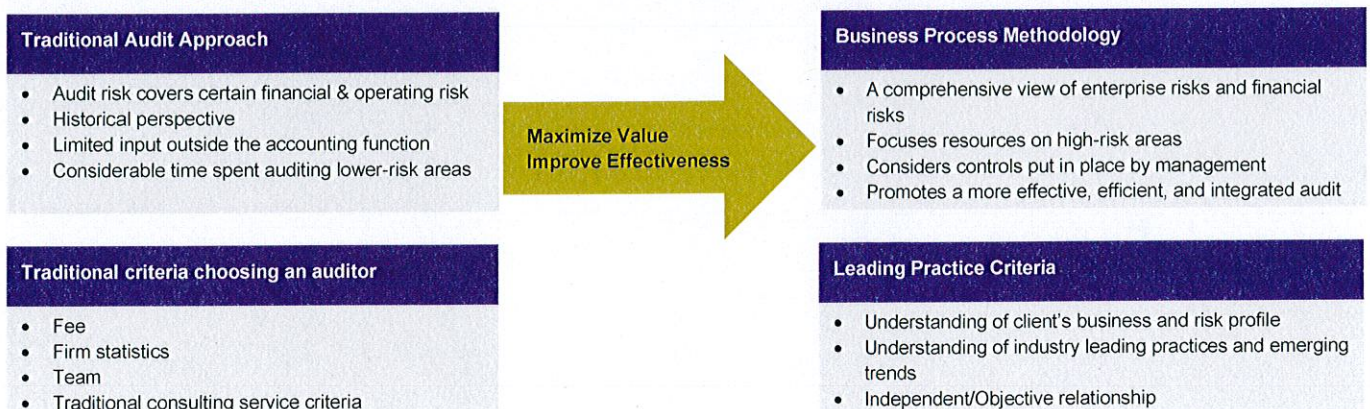 Traditional Audit Approach
• Audit risk covers certain financial & operating risk
• Historical perspective
• Limited input outside the accounting function
• Considerable time spent auditing lower-risk areas
Maximize Value
Improve Effectiveness
Business Process Methodology
• A comprehensive view of enterprise risks and financial
risks
• Focuses resources on high-risk areas
• Considers controls put in place by management
• Promotes a more effective, efficient, and integrated audit
Traditional criteria choosing an auditor
• Fee
• Firm statistics
• Team
• Traditional consulting service criteria
Leading Practice Criteria
• Understanding of client's business and risk profile
• Understanding of industry leading practices and emerging
trends
• Independent/Objective relationship